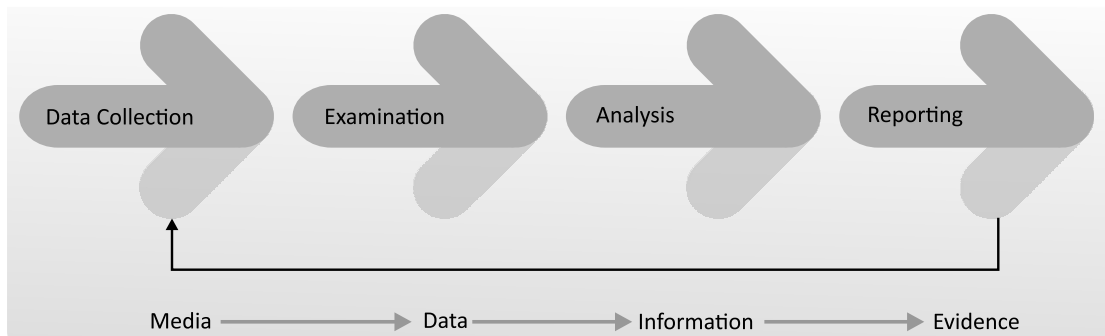 Data Collection
Examination
Analysis
Reporting
Media
Data
Information
Evidence